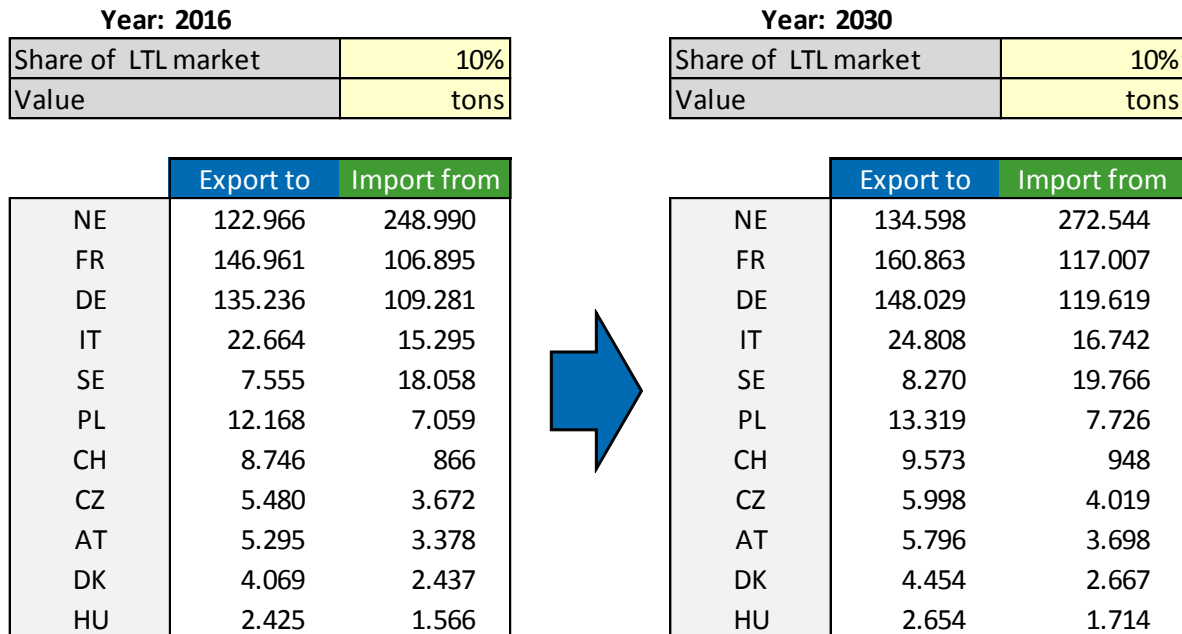 Year: 2016
Share of LTL market 10%
Value tons
Export to Import from
NE 122.966 248.990
FR 146.961 106.895
DE 135.236 109.281
IT 22.664 15.295
SE 7.555 18.058
PL 12.168 7.059
CH 8.746 866
CZ 5.480 3.672
AT 5.295 3.378
DK 4.069 2.437
HU 2.425 1.566
Year: 2030
Share of LTL market 10%
Value tons
Export to Import from
NE 134.598 272.544
FR 160.863 117.007
DE 148.029 119.619
IT 24.808 16.742
SE 8.270 19.766
PL 13.319 7.726
CH 9.573 948
CZ 5.998 4.019
AT 5.796 3.698
DK 4.454 2.667
HU 2.654 1.714